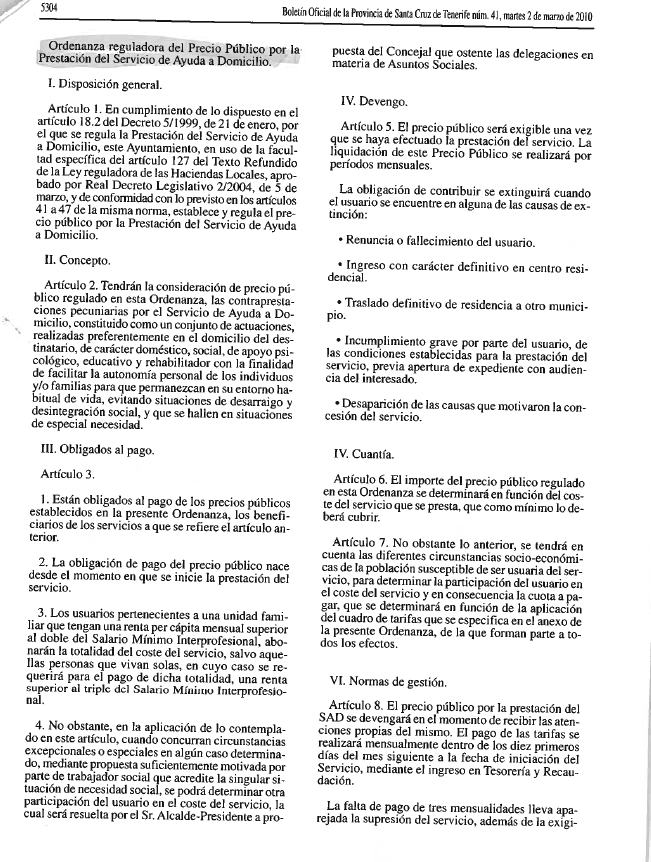 5304
Boletín Oficial de la Provincia de Santa Cruz de Tenerife núm. 41, martes 2 de marzo de 2010
Ordenanza reguladora del Precio Público por la
Prestación del Servicio de Ayuda a Domicilio.
I. Disposición general.
Artículo 1. En cumplimiento de lo dispuesto en el
artículo 18.2 del Decreto 5/1999, de 21 de enero, por
el que se regula la Prestación del Servicio de Ayuda
a Domicilio, este Ayuntamiento, en uso de la facul-
tad específica del artículo 127 del Texto Refundido
de la Ley reguladora de las Haciendas Locales, apro-
bado por Real Decreto Legislativo 2/2004, de 5 de
marzo, y de conformidad con lo previsto en los artículos
41 a 47 de la misma norma, establece y regula el pre-
cio público por la Prestación del Servicio de Ayuda
a Domicilio.
II. Concepto.
Artículo 2. Tendrán la consideración de precio pú-
blico regulado en esta Ordenanza, las contrapresta-
ciones pecuniarias por el Servicio de Ayuda a Do-
micilio, constituido como un conjunto de actuaciones,
realizadas preferentemente en el domicilio del des-
tinatario, de carácter doméstico, social, de apoyo psi-
cológico, educativo y rehabilitador con la finalidad
de facilitar la autonomía personal de los individuos
y/o familias para que permanezcan en su entorno ha-
bitual de vida, evitando situaciones de desarraigo y
desintegración social, y que se hallen en situaciones
de especial necesidad.
III. Obligados al pago.
Artículo 3.
1. Están obligados al pago de los precios públicos
establecidos en la presente Ordenanza, los benefi-
ciarios de los servicios a que se refiere el artículo an-
terior.
2. La obligación de pago del precio público nace
desde el momento en que se inicie la prestación del
servicio.
3. Los usuarios pertenecientes a una unidad fami-
liar que tengan una renta per cápita mensual superior
al doble del Salario Mínimo Interprofesional, abo-
narán la totalidad del coste del servicio, salvo aque-
llas personas que vivan solas, en cuyo caso se re-
querirá para el pago de dicha totalidad, una renta
superior al triple del Salario Mínimo Interprofesio-
nal.
4. No obstante, en la aplicación de lo contempla-
do en este artículo, cuando concurran circunstancias
excepcionales o especiales en algún caso determina-
do, mediante propuesta suficientemente motivada por
parte de trabajador social que acredite la singular si-
tuación de necesidad social, se podrá determinar otra
participación del usuario en el coste del servicio, la
cual será resuelta por el Sr. Alcalde-Presidente a pro-
puesta del Concejal que ostente las delegaciones en
materia de Asuntos Sociales.
IV. Devengo.
Artículo 5. El precio público será exigible una vez
que se haya efectuado la prestación del servicio. La
liquidación de este Precio Público se realizará por
períodos mensuales.
La obligación de contribuir se extinguirá cuando
el usuario se encuentre en alguna de las causas de ex-
tinción:
• Renuncia o fallecimiento del usuario.
• Ingreso con carácter definitivo en centro resi-
dencial.
• Traslado definitivo de residencia a otro munici-
pio.
• Incumplimiento grave por parte del usuario, de
las condiciones establecidas para la prestación del
servicio, previa apertura de expediente con audien-
cia del interesado.
• Desaparición de las causas que motivaron la con-
cesión del servicio.
IV. Cuantía.
Artículo 6. El importe del precio público regulado
en esta Ordenanza se determinará en función del cos-
te del servicio que se presta, que como mínimo lo de-
berá cubrir.
Artículo 7. No obstante lo anterior, se tendrá en
cuenta las diferentes circunstancias socio-económi-
cas de la población susceptible de ser usuaria del ser-
vicio, para determinar la participación del usuario en
el coste del servicio y en consecuencia la cuota a pa-
gar, que se determinará en función de la aplicación
del cuadro de tarifas que se especifica en el anexo de
la presente Ordenanza, de la que forman parte a to-
dos los efectos.
VI. Normas de gestión.
Artículo 8. El precio público por la prestación del
SAD se devengará en el momento de recibir las aten-
ciones propias del mismo. El pago de las tarifas se
realizará mensualmente dentro de los diez primeros
días del mes siguiente a la fecha de iniciación del
Servicio, mediante el ingreso en Tesorería y Recau-
dación.
La falta de pago de tres mensualidades lleva apa-
rejada la supresión del servicio, además de la exigi-